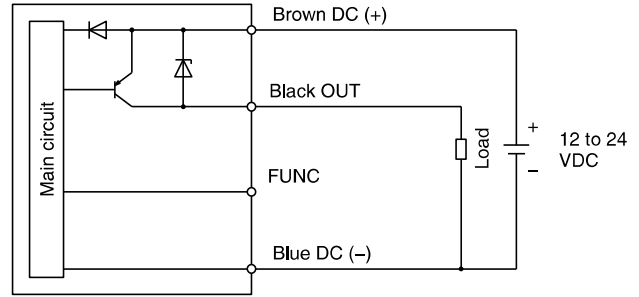 Brown DC (+)
Main circuit
Black OUT
Load
+
12 to 24
VDC
−
FUNC
Blue DC (−)